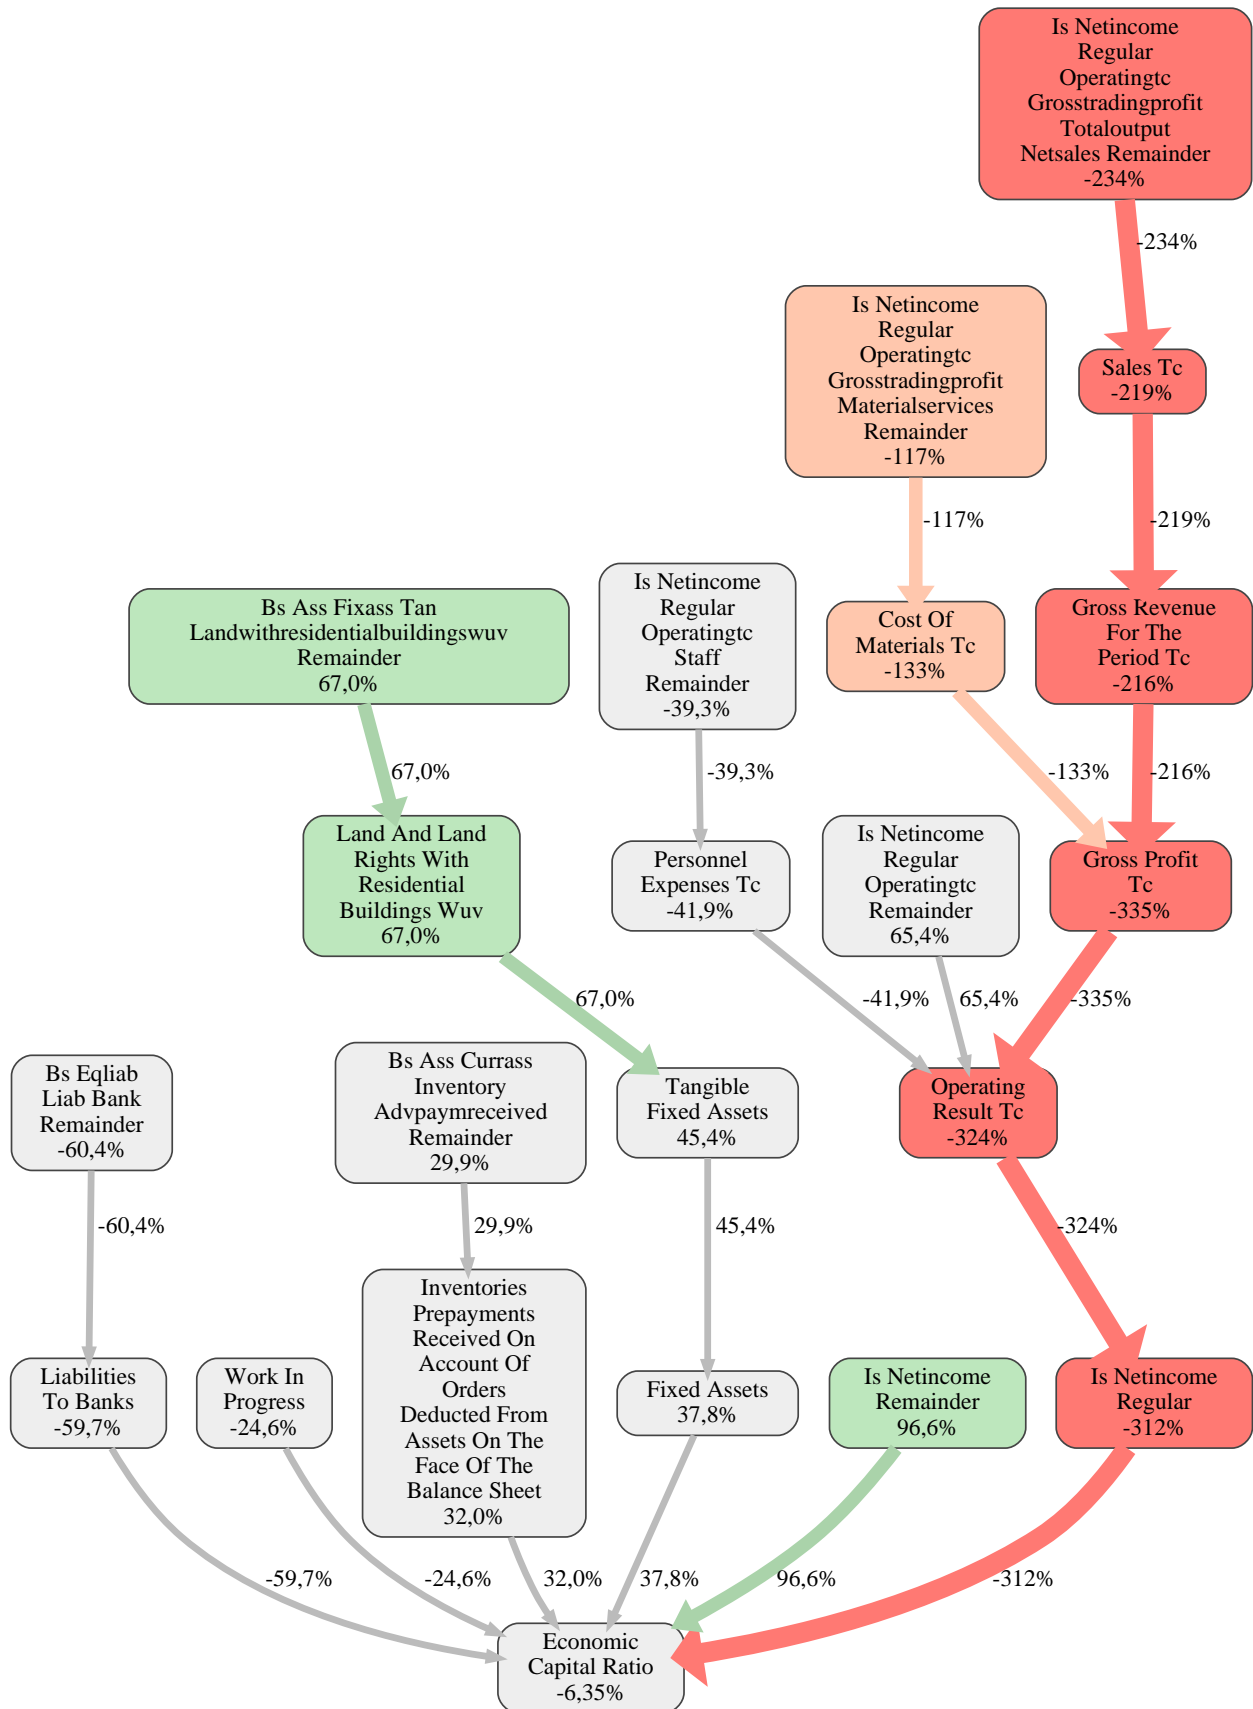 Is Netincome
Regular
Operatingtc
Grosstradingprofit
Totaloutput
Netsales Remainder
-234%
-234%
Is Netincome
Regular
Operatingtc
Grosstradingprofit
Materialservices
Remainder
-117%
Sales Tc
-219%
-117%
-219%
Bs Ass Fixass Tan
Landwithresidentialbuildingswuv
Remainder
67,0%
Is Netincome
Regular
Operatingtc
Staff
Remainder
-39,3%
Cost Of
Materials Tc
-133%
Gross Revenue
For The
Period Tc
-216%
67,0%
-39,3%
-133%
-216%
Land And Land
Rights With
Residential
Buildings Wuv
67,0%
Personnel
Expenses Tc
-41,9%
Is Netincome
Regular
Operatingtc
Remainder
65,4%
Gross Profit
Tc
-335%
67,0%
-41,9%
65,4%
-335%
Bs Eqliab
Liab Bank
Remainder
-60,4%
Bs Ass Currass
Inventory
Advpaymreceived
Remainder
29,9%
Tangible
Fixed Assets
45,4%
Operating
Result Tc
-324%
-60,4%
29,9%
45,4%
-324%
Liabilities
To Banks
-59,7%
Work In
Progress
-24,6%
Inventories
Prepayments
Received On
Account Of
Orders
Deducted From
Assets On The
Face Of The
Balance Sheet
32,0%
Fixed Assets
37,8%
Is Netincome
Remainder
96,6%
Is Netincome
Regular
-312%
-59,7%
-24,6%
32,0%
37,8%
96,6%
-312%
Economic
Capital Ratio
-6,35%